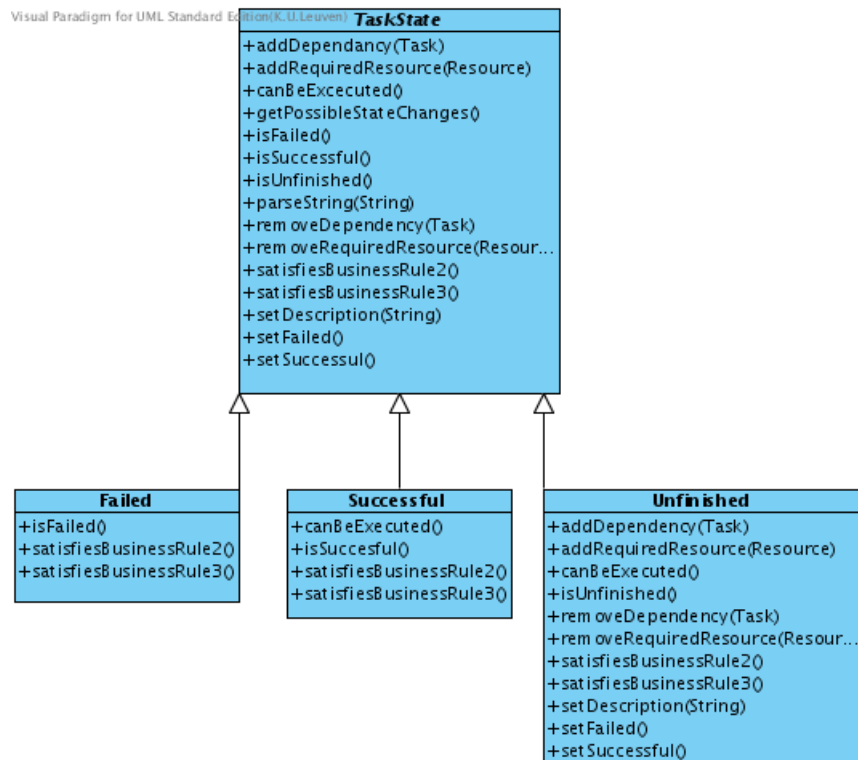 Visual Paradigm for UML Standard Edition(K.U.Leuven)
TaskState
+addDependancy(Task)
+addRequiredResource(Resource)
+canBeExcecuted()
+getPossibleStateChanges()
+isFailed()
+isSuccessful()
+isUnfinished()
+parseString(String)
+removeDependency(Task)
+removeRequiredResource(Resour...
+satisfiesBusinessRule2()
+satisfiesBusinessRule3()
+setDescription(String)
+setFailed()
+setSuccessul()
Failed
+isFailed()
+satisfiesBusinessRule2()
+satisfiesBusinessRule3()
Successful
+canBeExecuted()
+isSuccesful()
+satisfiesBusinessRule2()
+satisfiesBusinessRule3()
Unfinished
+addDependency(Task)
+addRequiredResource(Resource)
+canBeExecuted()
+isUnfinished()
+removeDependency(Task)
+removeRequiredResource(Resour...
+satisfiesBusinessRule2()
+satisfiesBusinessRule3()
+setDescription(String)
+setFailed()
+setSuccessful()